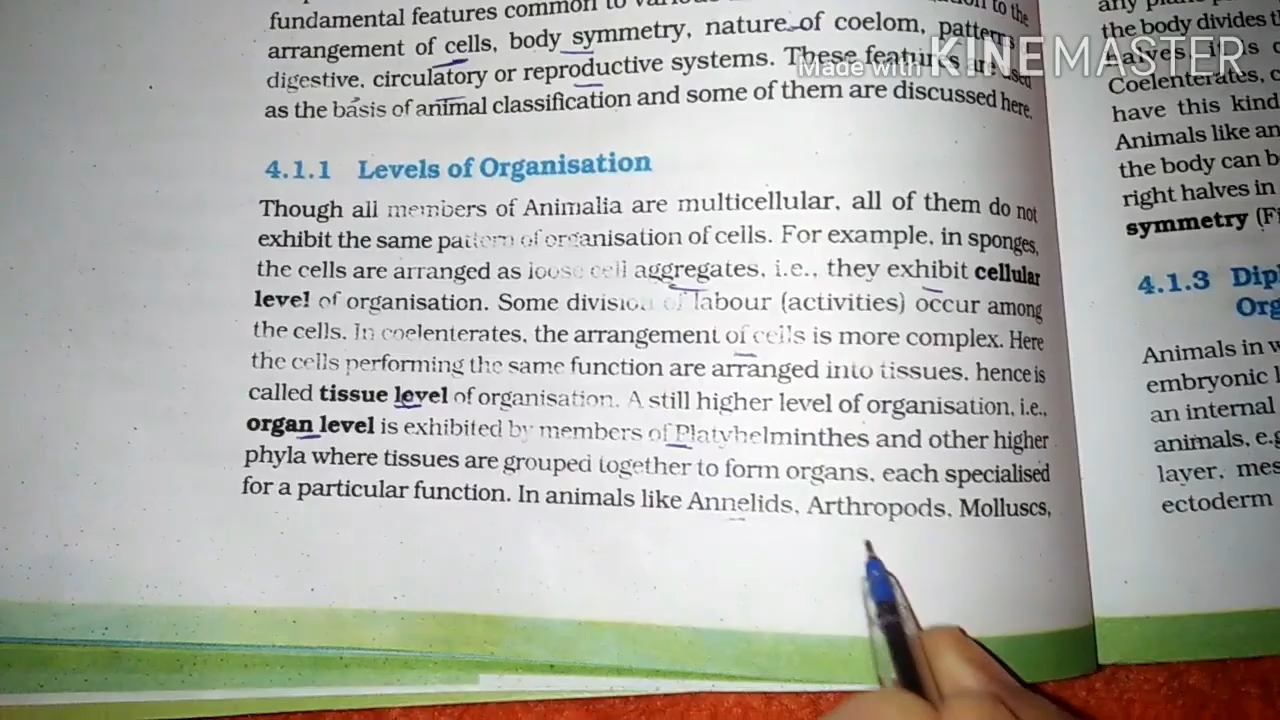 fundamental features common to
arrangement of cells, body symmetry, nature of coelom, patterns
digestive, circulatory or reproductive systems. These features are used
as the basis of animal classification and some of them are discussed here.
4.1.1 Levels of Organisation
Though all members of Animalia are multicellular, all of them do not
exhibit the same pattern of organisation of cells. For example, in sponges,
the cells are arranged as loose cell aggregates, i.e., they exhibit cellular
level of organisation. Some division of labour (activities) occur among
the cells. In coelenterates, the arrangement of cells is more complex. Here
the cells performing the same function are arranged into tissues, hence is
called tissue level of organisation. A still higher level of organisation, i.e.,
organ level is exhibited by members of Platyhelminthes and other higher
phyla where tissues are grouped together to form organs, each specialised
for a particular function. In animals like Annelids, Arthropods, Molluscs,
Made with KINEMASTER
any
the body divides
Coelenterates,
have this kind
Animals like
the body can
right halves in
symmetry
4.1.3
Animals in
embryonic
an internal
animals, e.g
layer,
ectoderm